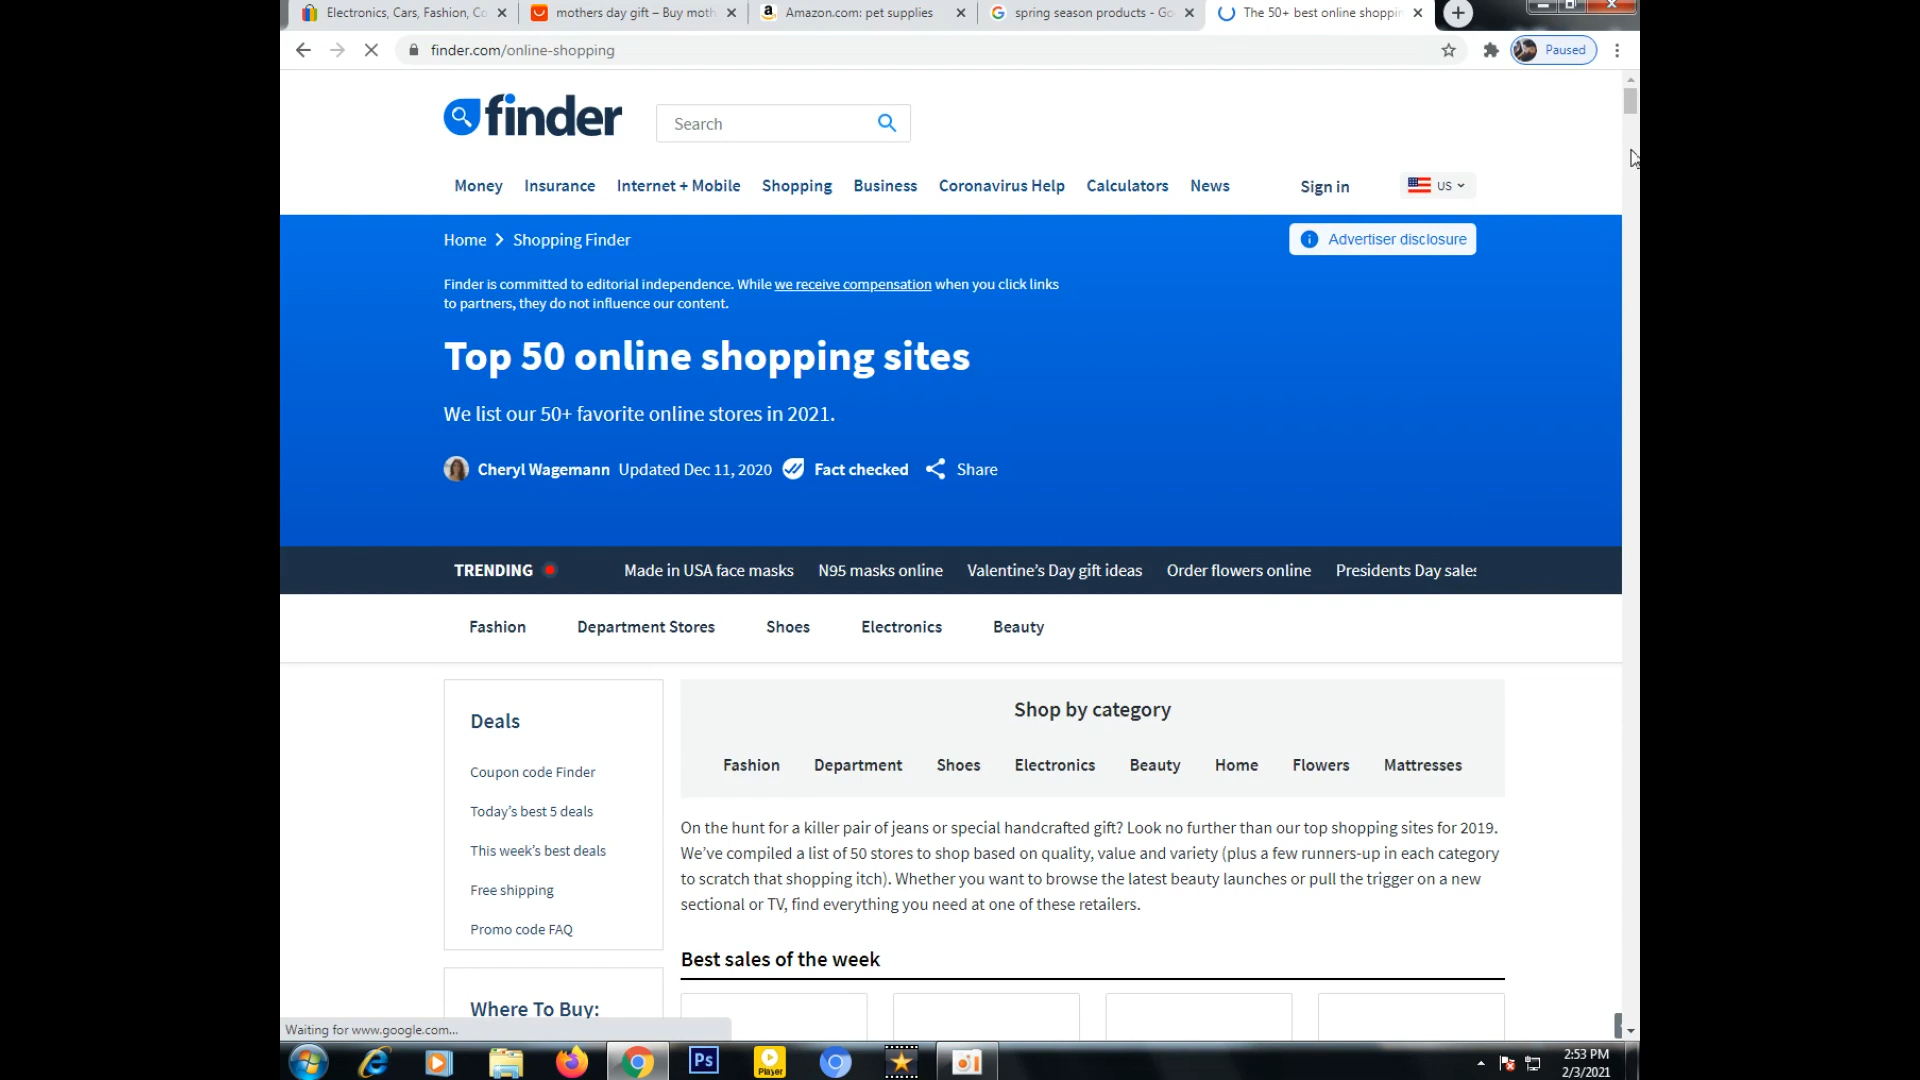 Electronics, Cars, Fashion, Co
mothers day gift – Buy moth
Amazon.com: pet supplies
spring season products - Go
The 50+ best online shoppin
finder.com/online-shopping
Paused
finder
Search
Money Insurance Internet + Mobile Shopping Business Coronavirus Help Calculators News Sign in US
Home Shopping Finder
Advertiser disclosure
Finder is committed to editorial independence. While we receive compensation when you click links
to partners, they do not influence our content.
Top 50 online shopping sites
We list our 50+ favorite online stores in 2021.
Cheryl Wagemann Updated Dec 11, 2020 Fact checked Share
TRENDING Made in USA face masks N95 masks online Valentine's Day gift ideas Order flowers online Presidents Day sales
Fashion Department Stores Shoes Electronics Beauty
Deals
Coupon code Finder
Today's best 5 deals
This week's best deals
Free shipping
Promo code FAQ
Where To Buy:
Shop by category
Fashion Department Shoes Electronics Beauty Home Flowers Mattresses
On the hunt for a killer pair of jeans or special handcrafted gift? Look no further than our top shopping sites for 2019.
We've compiled a list of 50 stores to shop based on quality, value and variety (plus a few runners-up in each category
to scratch that shopping itch). Whether you want to browse the latest beauty launches or pull the trigger on a new
sectional or TV, find everything you need at one of these retailers.
Best sales of the week
Waiting for www.google.com...
Ps
Player
2:53 PM
2/3/2021